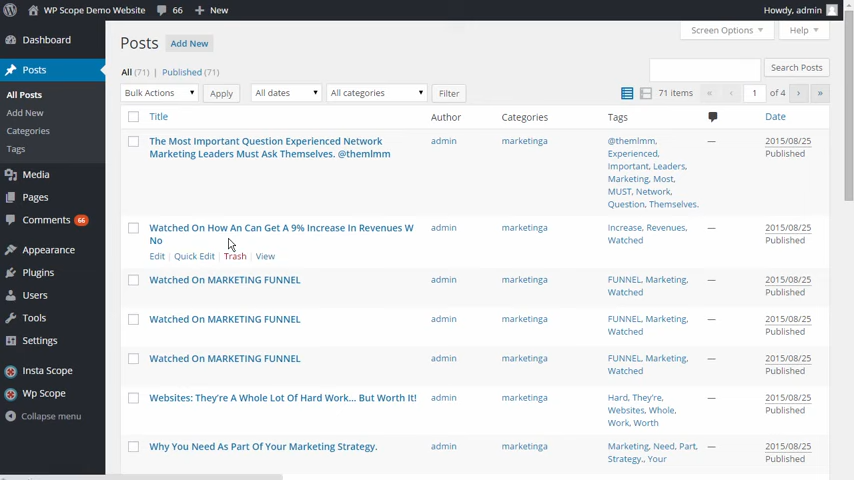 WP Scope Demo Website 66 + New Howdy, admin
Dashboard
Posts
All Posts
Add New
Categories
Tags
Media
Pages
Comments 66
Appearance
Plugins
Users
Tools
Settings
Insta Scope
Wp Scope
Collapse menu
Posts Add New Screen Options Help
All (71) | Published (71) Search Posts
Bulk Actions Apply All dates All categories Filter 71 items « ‹ 1 of 4 › »
Title Author Categories Tags Date
The Most Important Question Experienced Network admin marketinga @themlmm, — 2015/08/25
Marketing Leaders Must Ask Themselves. @themlmm Experienced, Published
Important, Leaders,
Marketing, Most,
MUST, Network,
Question, Themselves.
Watched On How An Can Get A 9% Increase In Revenues W admin marketinga Increase, Revenues, — 2015/08/25
No Watched Published
Edit | Quick Edit | Trash | View
Watched On MARKETING FUNNEL admin marketinga FUNNEL, Marketing, — 2015/08/25
Watched Published
Watched On MARKETING FUNNEL admin marketinga FUNNEL, Marketing, — 2015/08/25
Watched Published
Watched On MARKETING FUNNEL admin marketinga FUNNEL, Marketing, — 2015/08/25
Watched Published
Websites: They're A Whole Lot Of Hard Work... But Worth It! admin marketinga Hard, They're, — 2015/08/25
Websites, Whole, Published
Work, Worth
Why You Need As Part Of Your Marketing Strategy. admin marketinga Marketing, Need, Part, — 2015/08/25
Strategy., Your Published